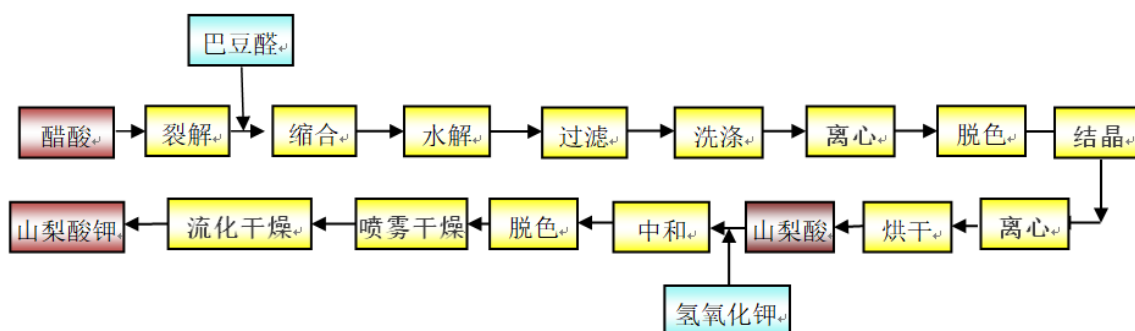 巴豆醛
醋酸
裂解
缩合
水解
过滤
洗涤
离心
脱色
结晶
山梨酸钾
流化干燥
喷雾干燥
脱色
中和
山梨酸
烘干
离心
氢氧化钾